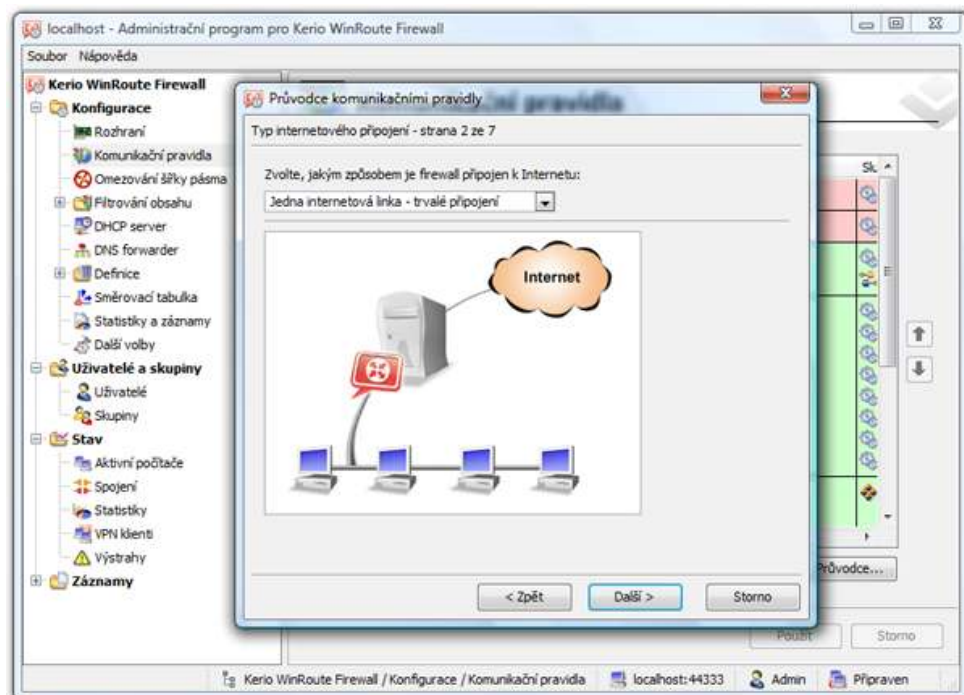 localhost - Administrační program pro Kerio WinRoute Firewall
Soubor Nápověda
Kerio WinRoute Firewall
Konfigurace
Rozhraní
Komunikační pravidla
Omezování šířky pásma
Filtrování obsahu
DHCP server
DNS forwarder
Definice
Směrovací tabulka
Statistiky a záznamy
Další volby
Uživatelé a skupiny
Uživatelé
Skupiny
Stav
Aktivní počítače
Spojení
Statistiky
VPN klienti
Výstrahy
Záznamy
Průvodce komunikačními pravidly
Typ internetového připojení - strana 2 ze 7
Zvolte, jakým způsobem je firewall připojen k Internetu:
Jedna internetová linka - trvalé připojení
Internet
< Zpět Další > Storno
pravidla
Průvodce...
Použít Storno
Kerio WinRoute Firewall / Konfigurace / Komunikační pravidla localhost:44333 Admin Připraven